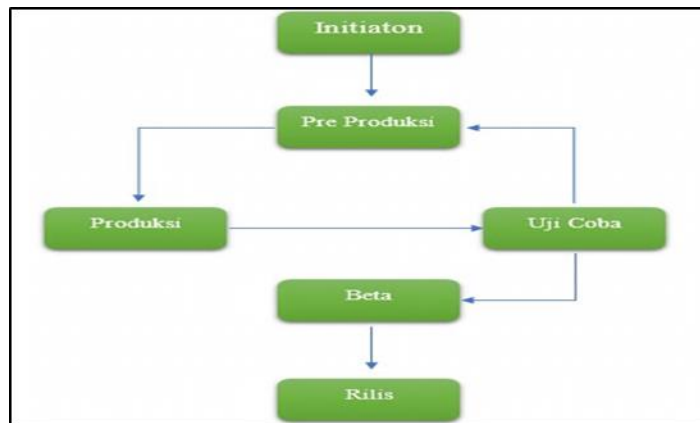 Initiaton
Pre Produksi
Produksi
Uji Coba
Beta
Rilis